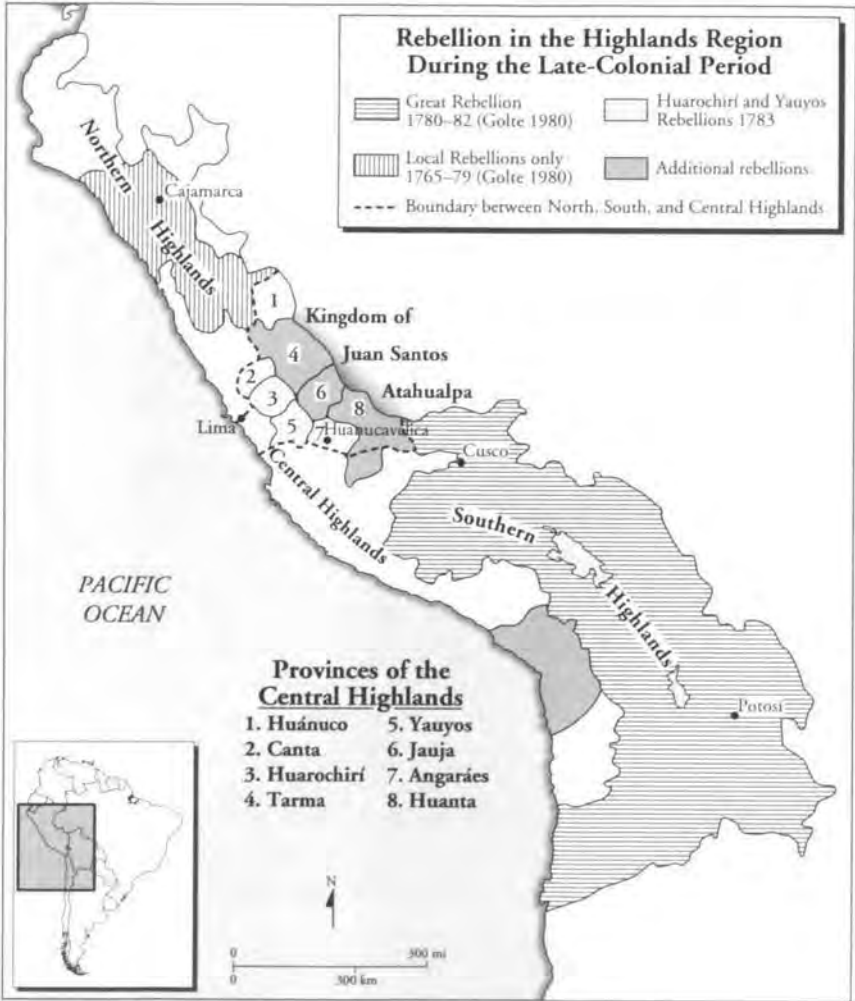 Rebellion in the Highlands Region
During the Late-Colonial Period
Great Rebellion
1780–82 (Golte 1980)
Huarochirí and Yauyos
Rebellions 1783
Local Rebellions only
1765–79 (Golte 1980)
Additional rebellions
Boundary between North, South, and Central Highlands
Northern
Highlands
Cajamarca
1
Kingdom of
Juan Santos
Atahualpa
4
2
6
3
8
5
7
Lima
Huanucavalica
Cusco
Central Highlands
Southern
Highlands
PACIFIC
OCEAN
Potosí
Provinces of the
Central Highlands
1. Huánuco
2. Canta
3. Huarochirí
4. Tarma
5. Yauyos
6. Jauja
7. Angaráes
8. Huanta
N
0
300 mi
0
300 km